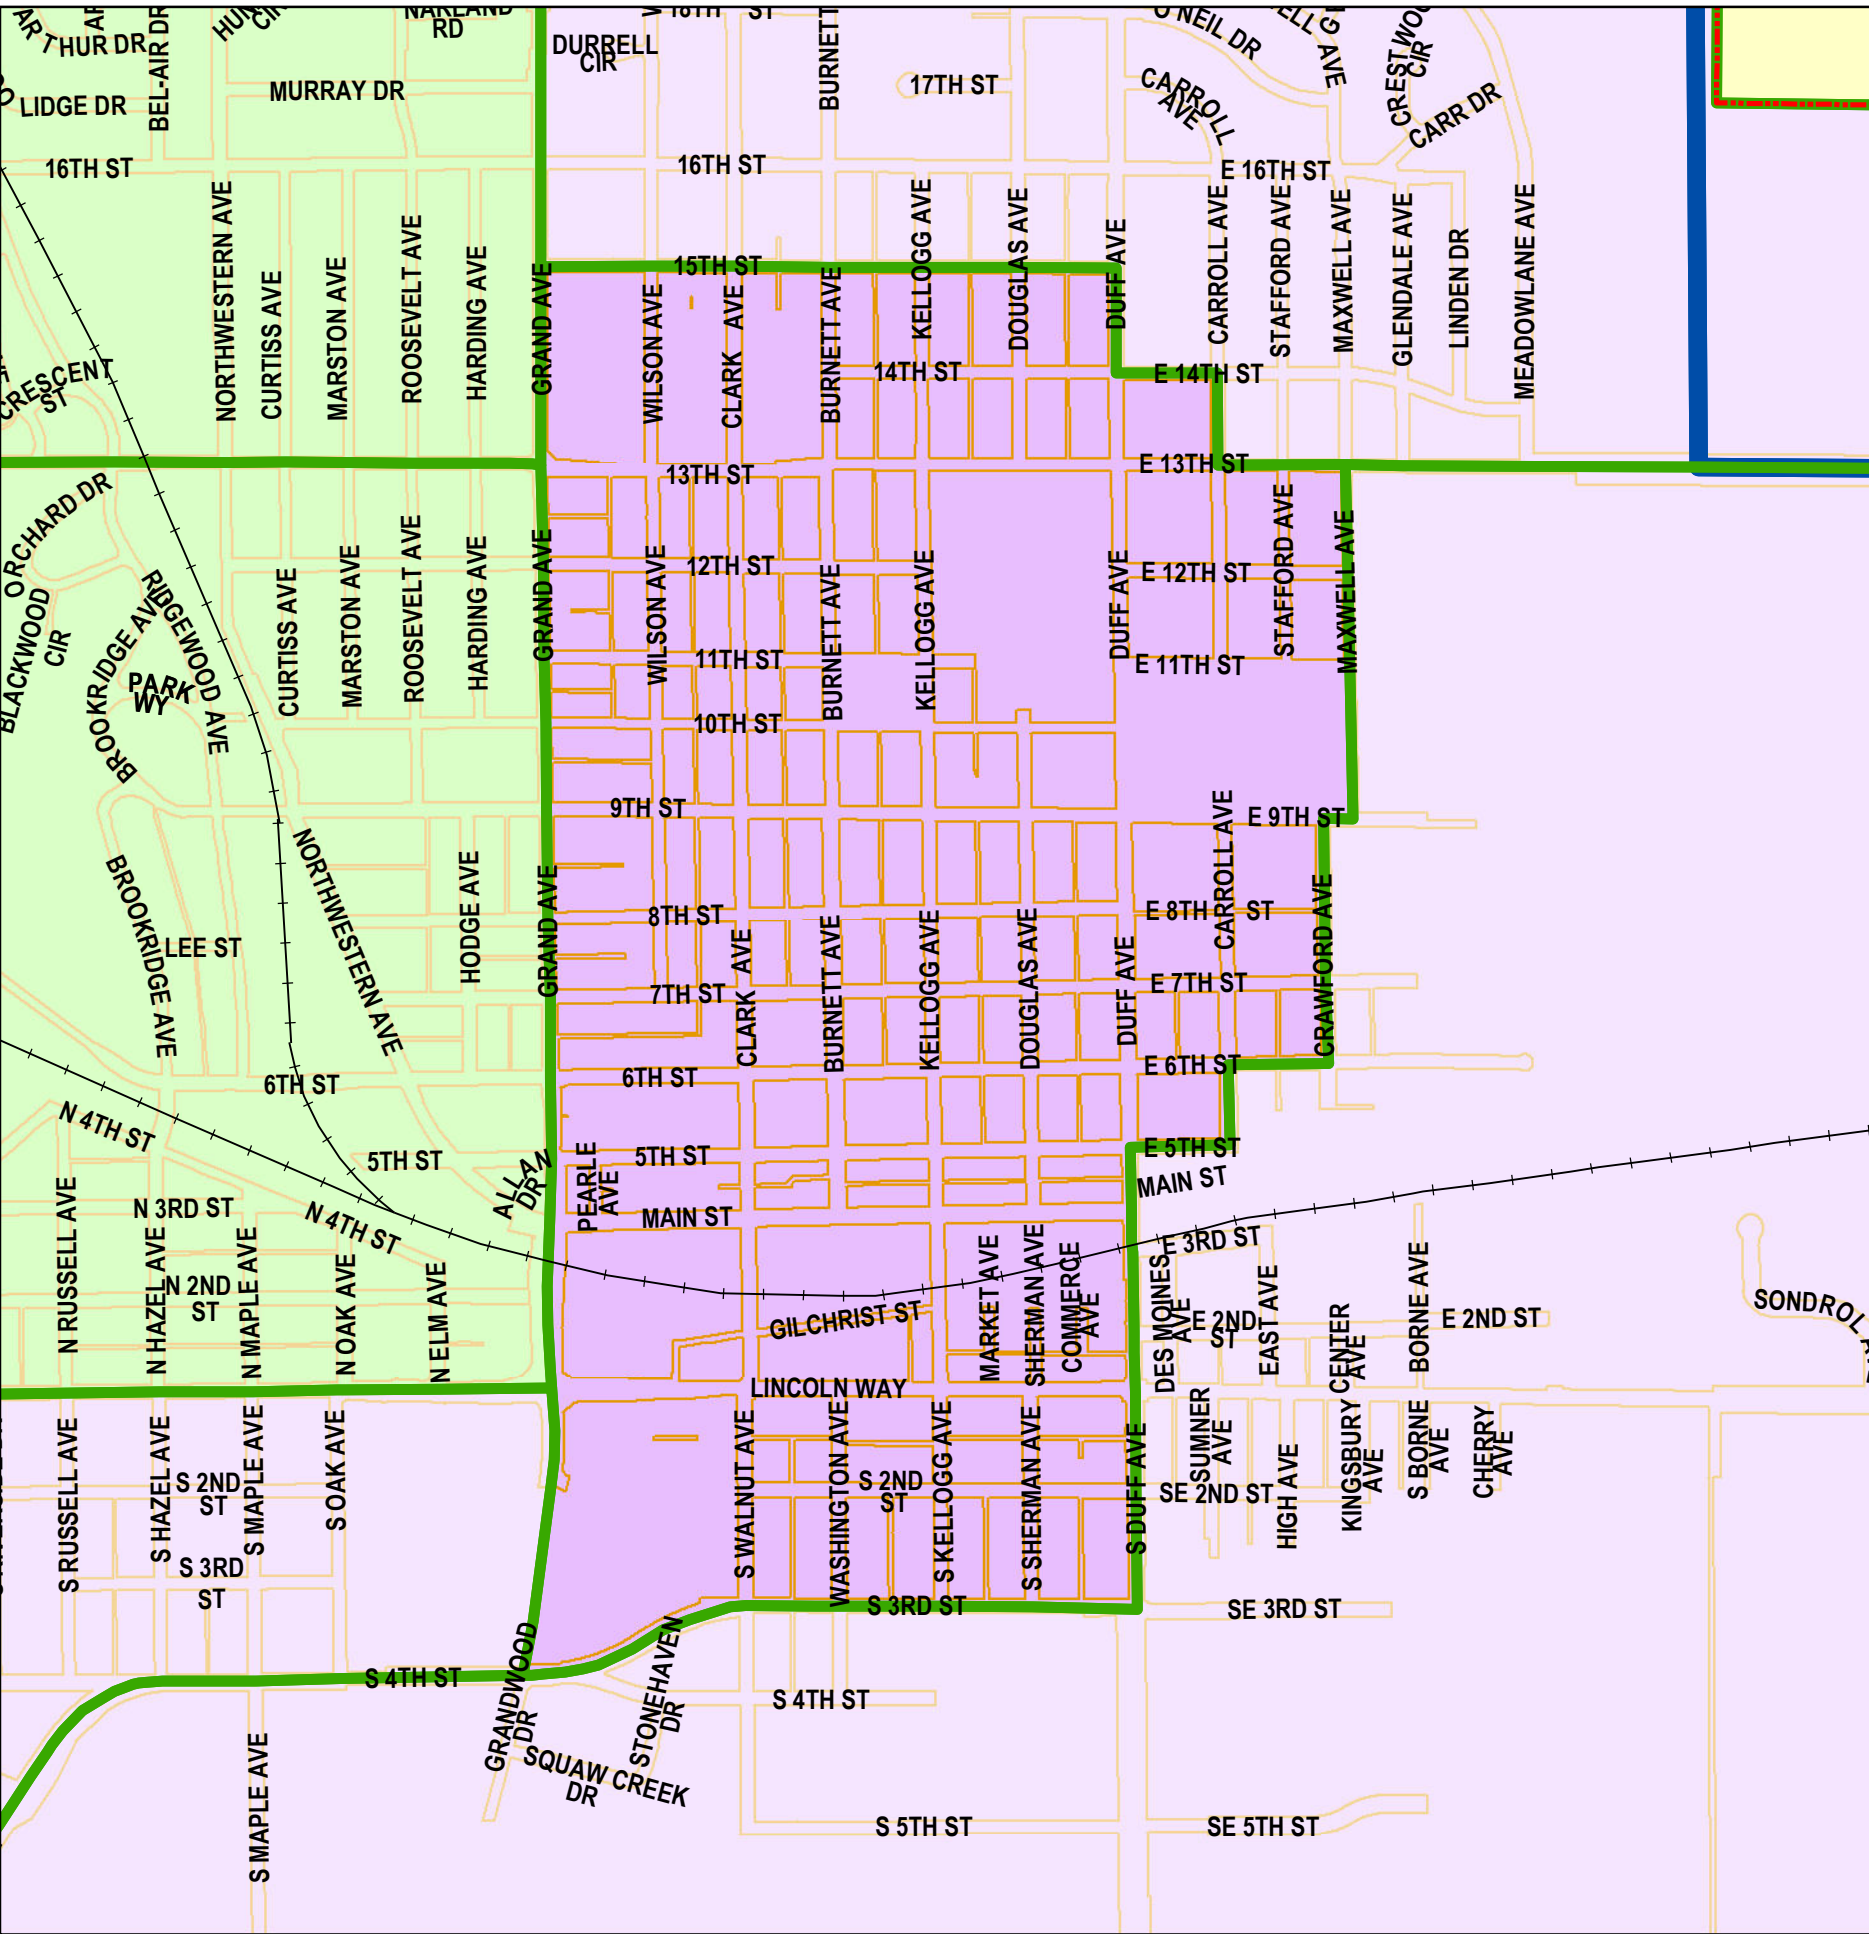 NARLAND
RD
18TH ST
BURNETT
O'NEIL DR
ARTHUR DR
BEL-AIR DR
DURRELL
CIR
CRESTWOOD
CIR
LIDGE DR
MURRAY DR
17TH ST
CARROLL
AVE
CARR DR
16TH ST
16TH ST
E 16TH ST
NORTHWESTERN AVE
CURTISS AVE
MARSTON AVE
ROOSEVELT AVE
HARDING AVE
GRAND AVE
15TH ST
WILSON AVE
CLARK AVE
BURNETT AVE
KELLOGG AVE
DOUGLAS AVE
DUFF AVE
CARROLL AVE
STAFFORD AVE
MAXWELL AVE
GLENDALE AVE
LINDEN DR
MEADOWLANE AVE
CRESCENT
ST
14TH ST
E 14TH ST
13TH ST
E 13TH ST
ORCHARD DR
BLACKWOOD
CIR
BROOKRIDGE AVE
RIDGEWOOD AVE
PARK
WY
CURTISS AVE
MARSTON AVE
ROOSEVELT AVE
HARDING AVE
GRAND AVE
WILSON AVE
12TH ST
BURNETT AVE
KELLOGG AVE
DUFF AVE
E 12TH ST
STAFFORD AVE
MAXWELL AVE
11TH ST
E 11TH ST
10TH ST
9TH ST
E 9TH ST
BROOKRIDGE AVE
LEE ST
NORTHWESTERN AVE
HODGE AVE
GRAND AVE
8TH ST
CLARK AVE
BURNETT AVE
KELLOGG AVE
DOUGLAS AVE
DUFF AVE
CARROLL AVE
E 8TH ST
CRAWFORD AVE
7TH ST
E 7TH ST
6TH ST
6TH ST
E 6TH ST
N 4TH ST
5TH ST
ALLAN
DR
PEARLE
AVE
5TH ST
E 5TH ST
MAIN ST
N RUSSELL AVE
N 3RD ST
N 4TH ST
MAIN ST
E 3RD ST
N HAZEL AVE
N 2ND
ST
N MAPLE AVE
N OAK AVE
N ELM AVE
GILCHRIST ST
MARKET AVE
SHERMAN AVE
COMMERCE
AVE
DES MOINES
AVE
E 2ND
ST
EAST AVE
CENTER
AVE
BORNE AVE
E 2ND ST
LINCOLN WAY
S RUSSELL AVE
S HAZEL AVE
S 2ND
ST
S MAPLE AVE
S OAK AVE
S WALNUT AVE
WASHINGTON AVE
S 2ND
ST
S KELLOGG AVE
S SHERMAN AVE
S DUFF AVE
SUMNER
AVE
SE 2ND ST
HIGH AVE
KINGSBURY
AVE
S BORNE
AVE
CHERRY
AVE
S 3RD
ST
S 3RD ST
SE 3RD ST
S 4TH ST
GRANDWOOD
DR
STONEHAVEN
DR
S 4TH ST
SQUAW CREEK
DR
S MAPLE AVE
S 5TH ST
SE 5TH ST